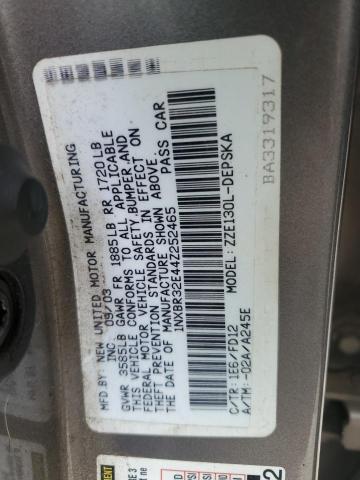 MFD.BY: NEW UNITED MOTOR MANUFACTURING
INC. 09/03
GVWR 3585LB GAWR FR 1885LB RR 1720LB
THIS VEHICLE CONFORMS TO ALL APPLICABLE
FEDERAL MOTOR VEHICLE SAFETY,BUMPER,AND
THEFT PREVENTION STANDARDS IN EFFECT ON
THE DATE OF MANUFACTURE SHOWN ABOVE.
1NXBR32E44Z252465 PASS CAR
MODEL: ZZE130L-DEPSKA
C/TR:1E6/FD12
A/TM:-02A/A245E
BA3319317